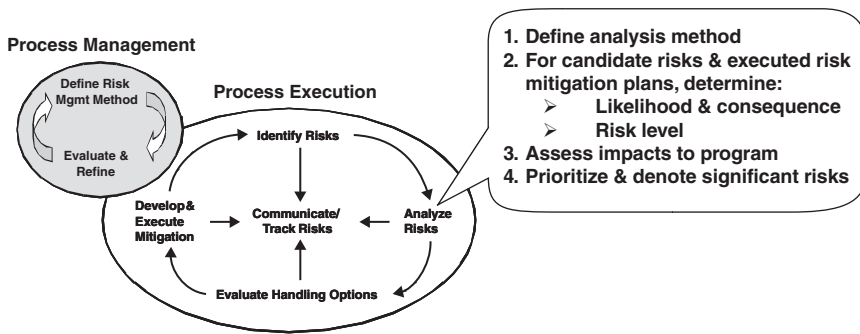 Process Management
Define Risk
Mgmt Method
Evaluate &
Refine
Process Execution
Identify Risks
Develop&
Execute
Mitigation
Communicate/
Track Risks
Analyze
Risks
Evaluate Handling Options
1. Define analysis method
2. For candidate risks & executed risk
mitigation plans, determine:
➢ Likelihood & consequence
➢ Risk level
3. Assess impacts to program
4. Prioritize & denote significant risks